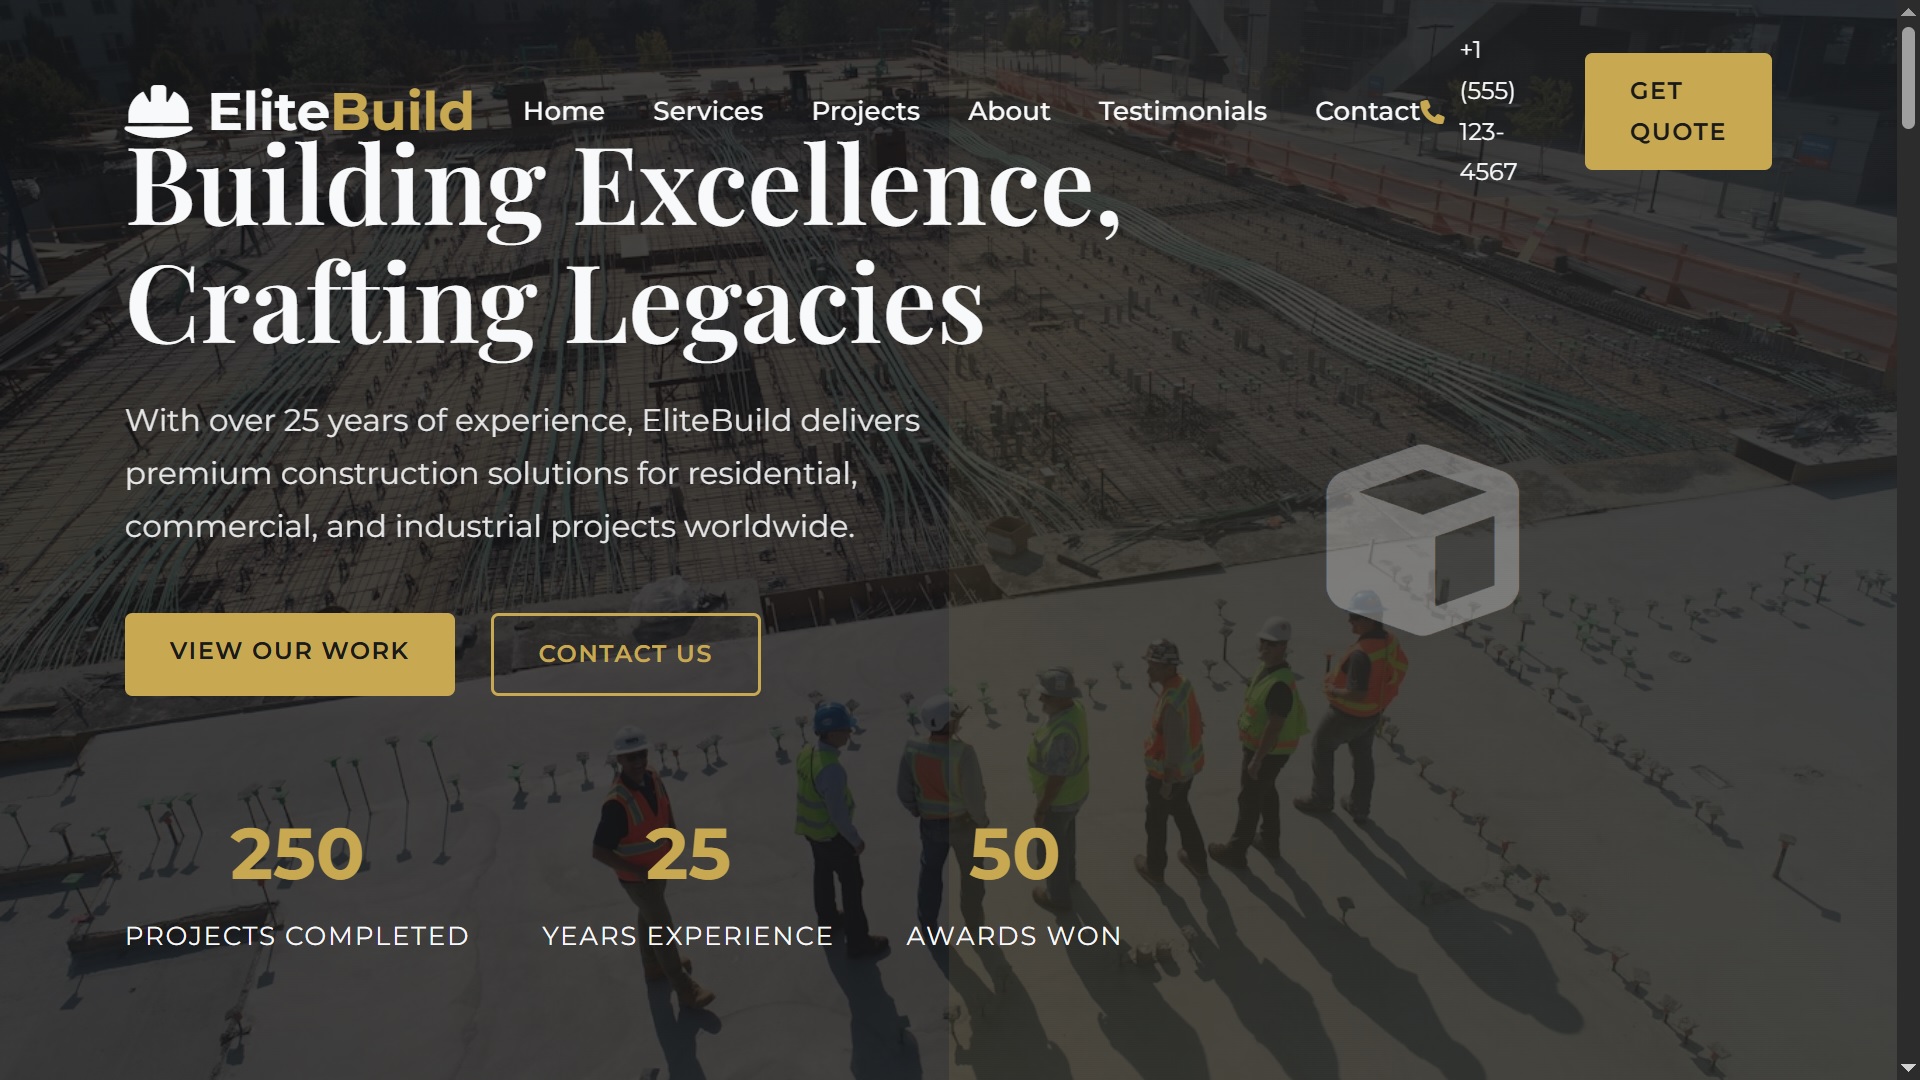 EliteBuild
Home Services Projects About Testimonials Contact
+1
(555)
123-
4567
GET
QUOTE
Building Excellence,
Crafting Legacies
With over 25 years of experience, EliteBuild delivers
premium construction solutions for residential,
commercial, and industrial projects worldwide.
VIEW OUR WORK
CONTACT US
250
PROJECTS COMPLETED
25
YEARS EXPERIENCE
50
AWARDS WON